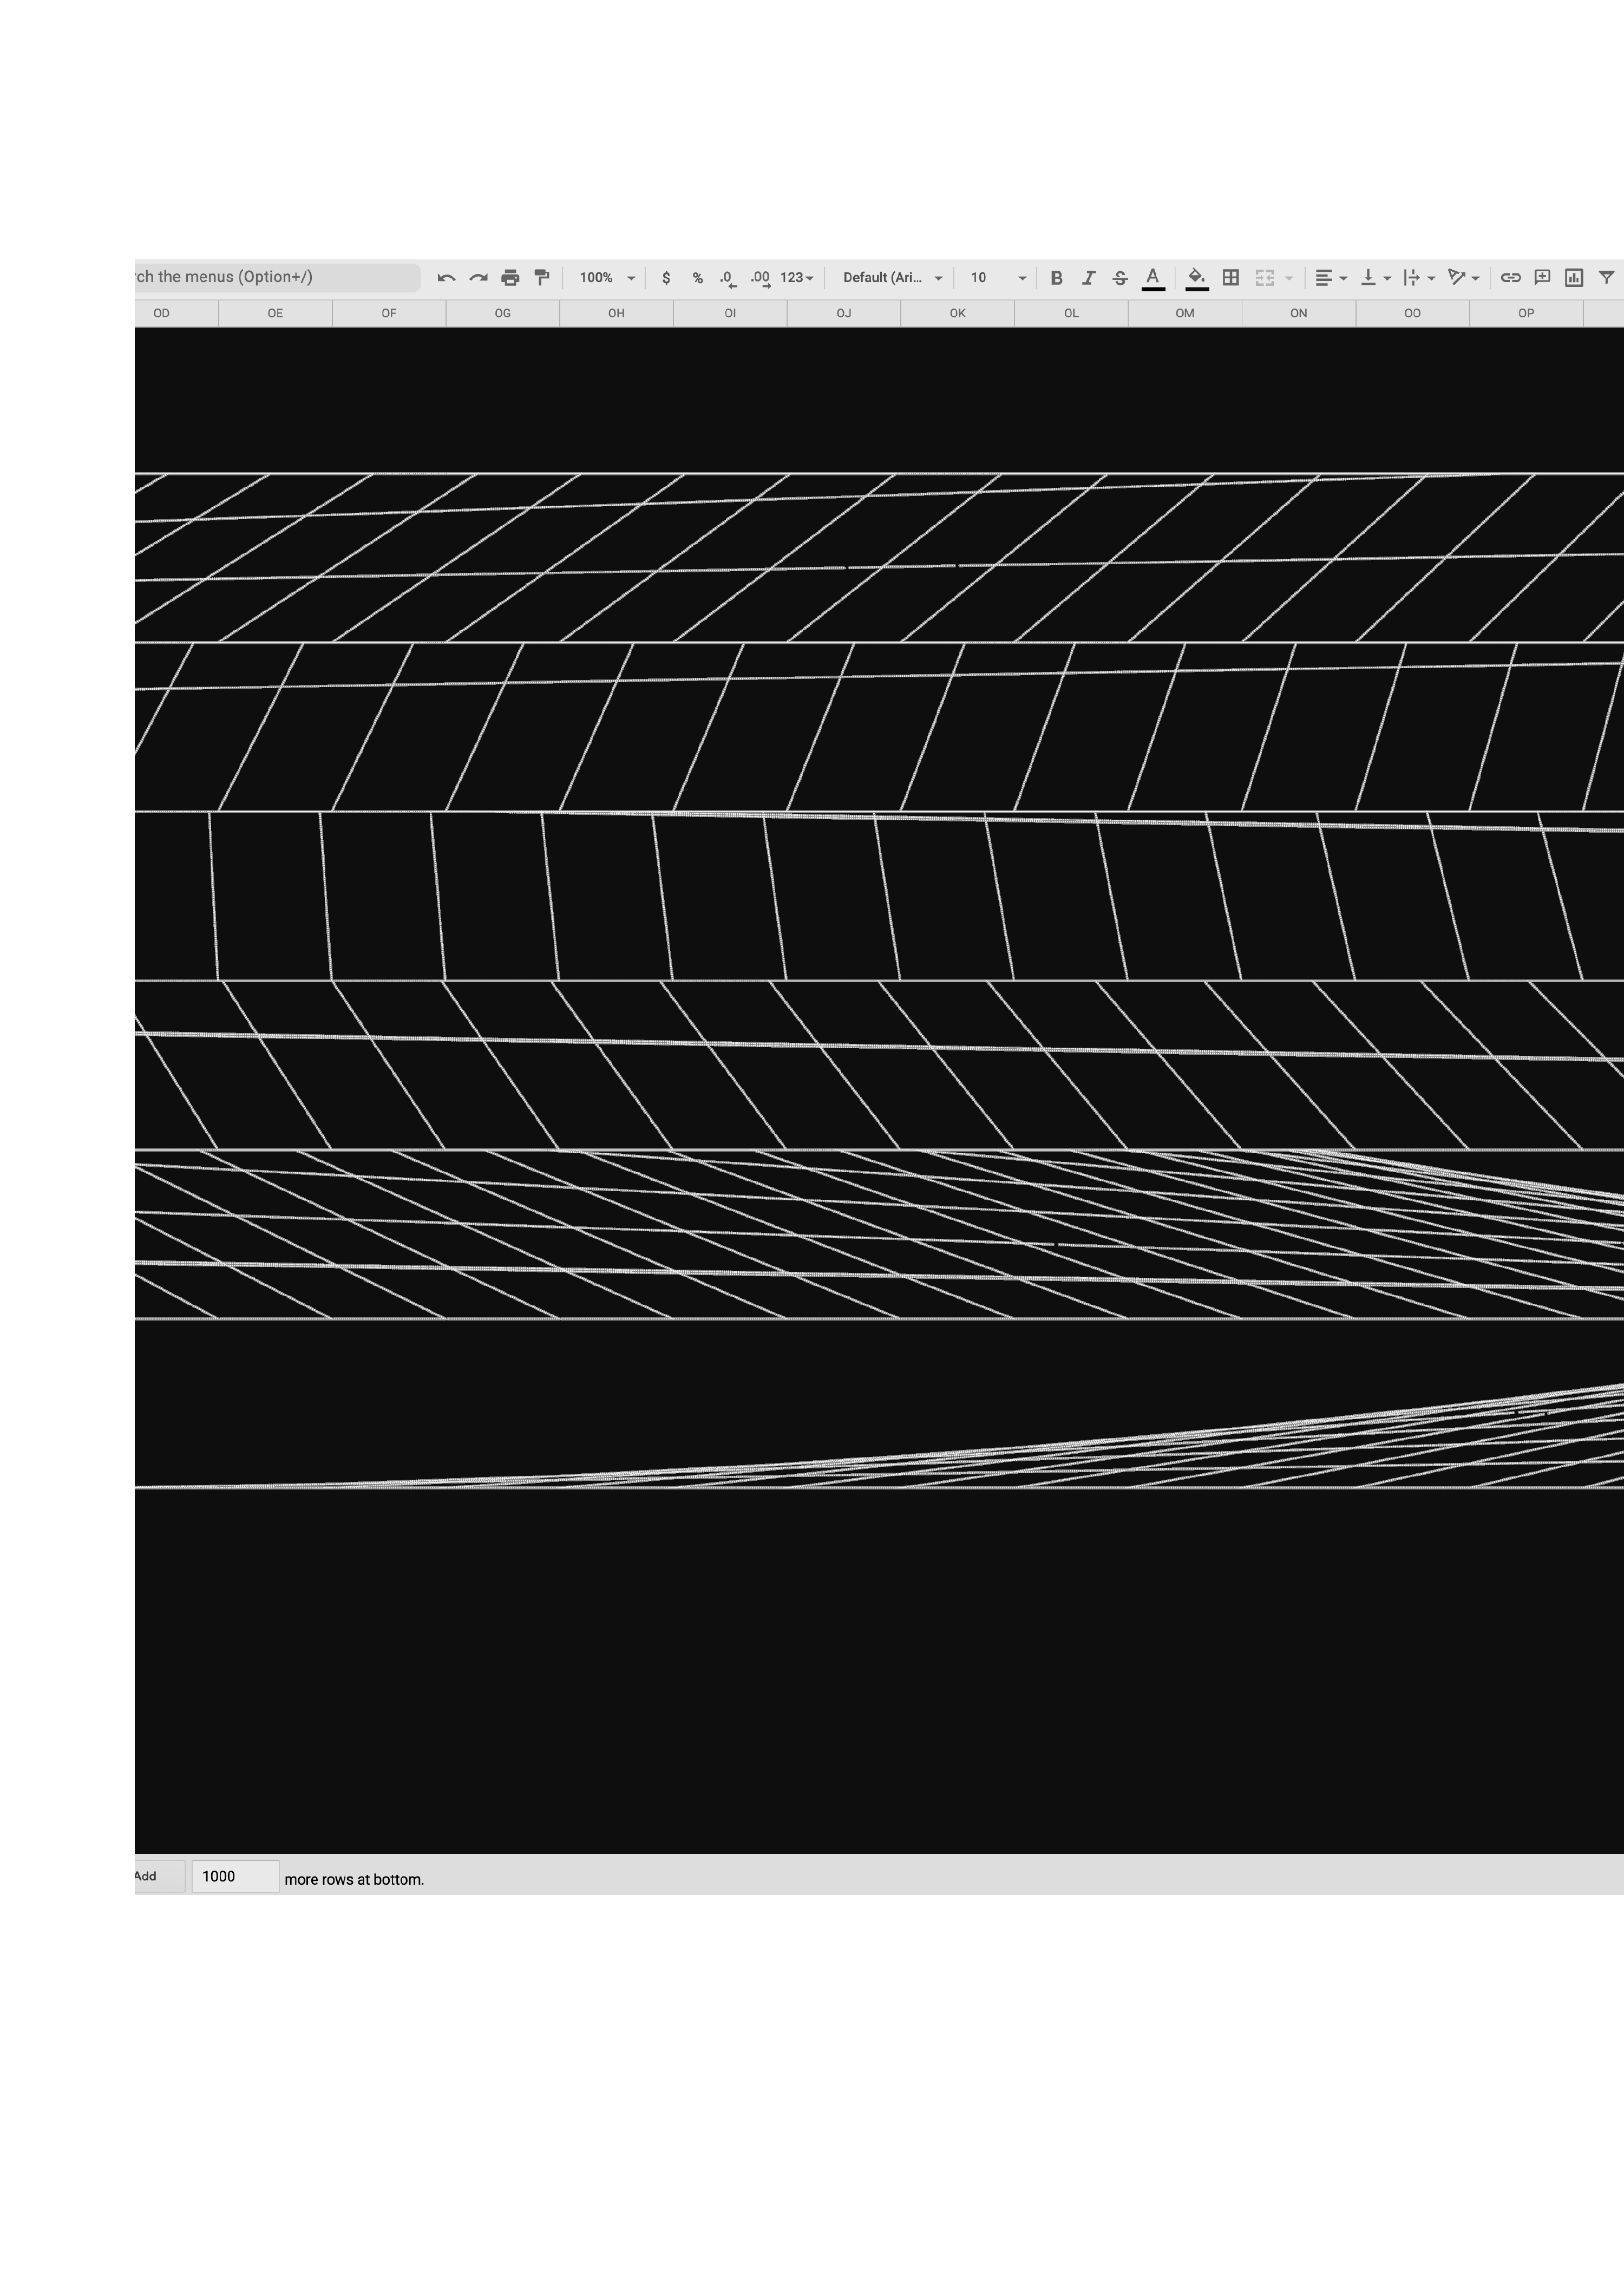 rch the menus (Option+/) 100% $ % .0 .00 123 Default (Ari... 10 B I S A
OD OE OF OG OH OI OJ OK OL OM ON OO OP
Add 1000 more rows at bottom.